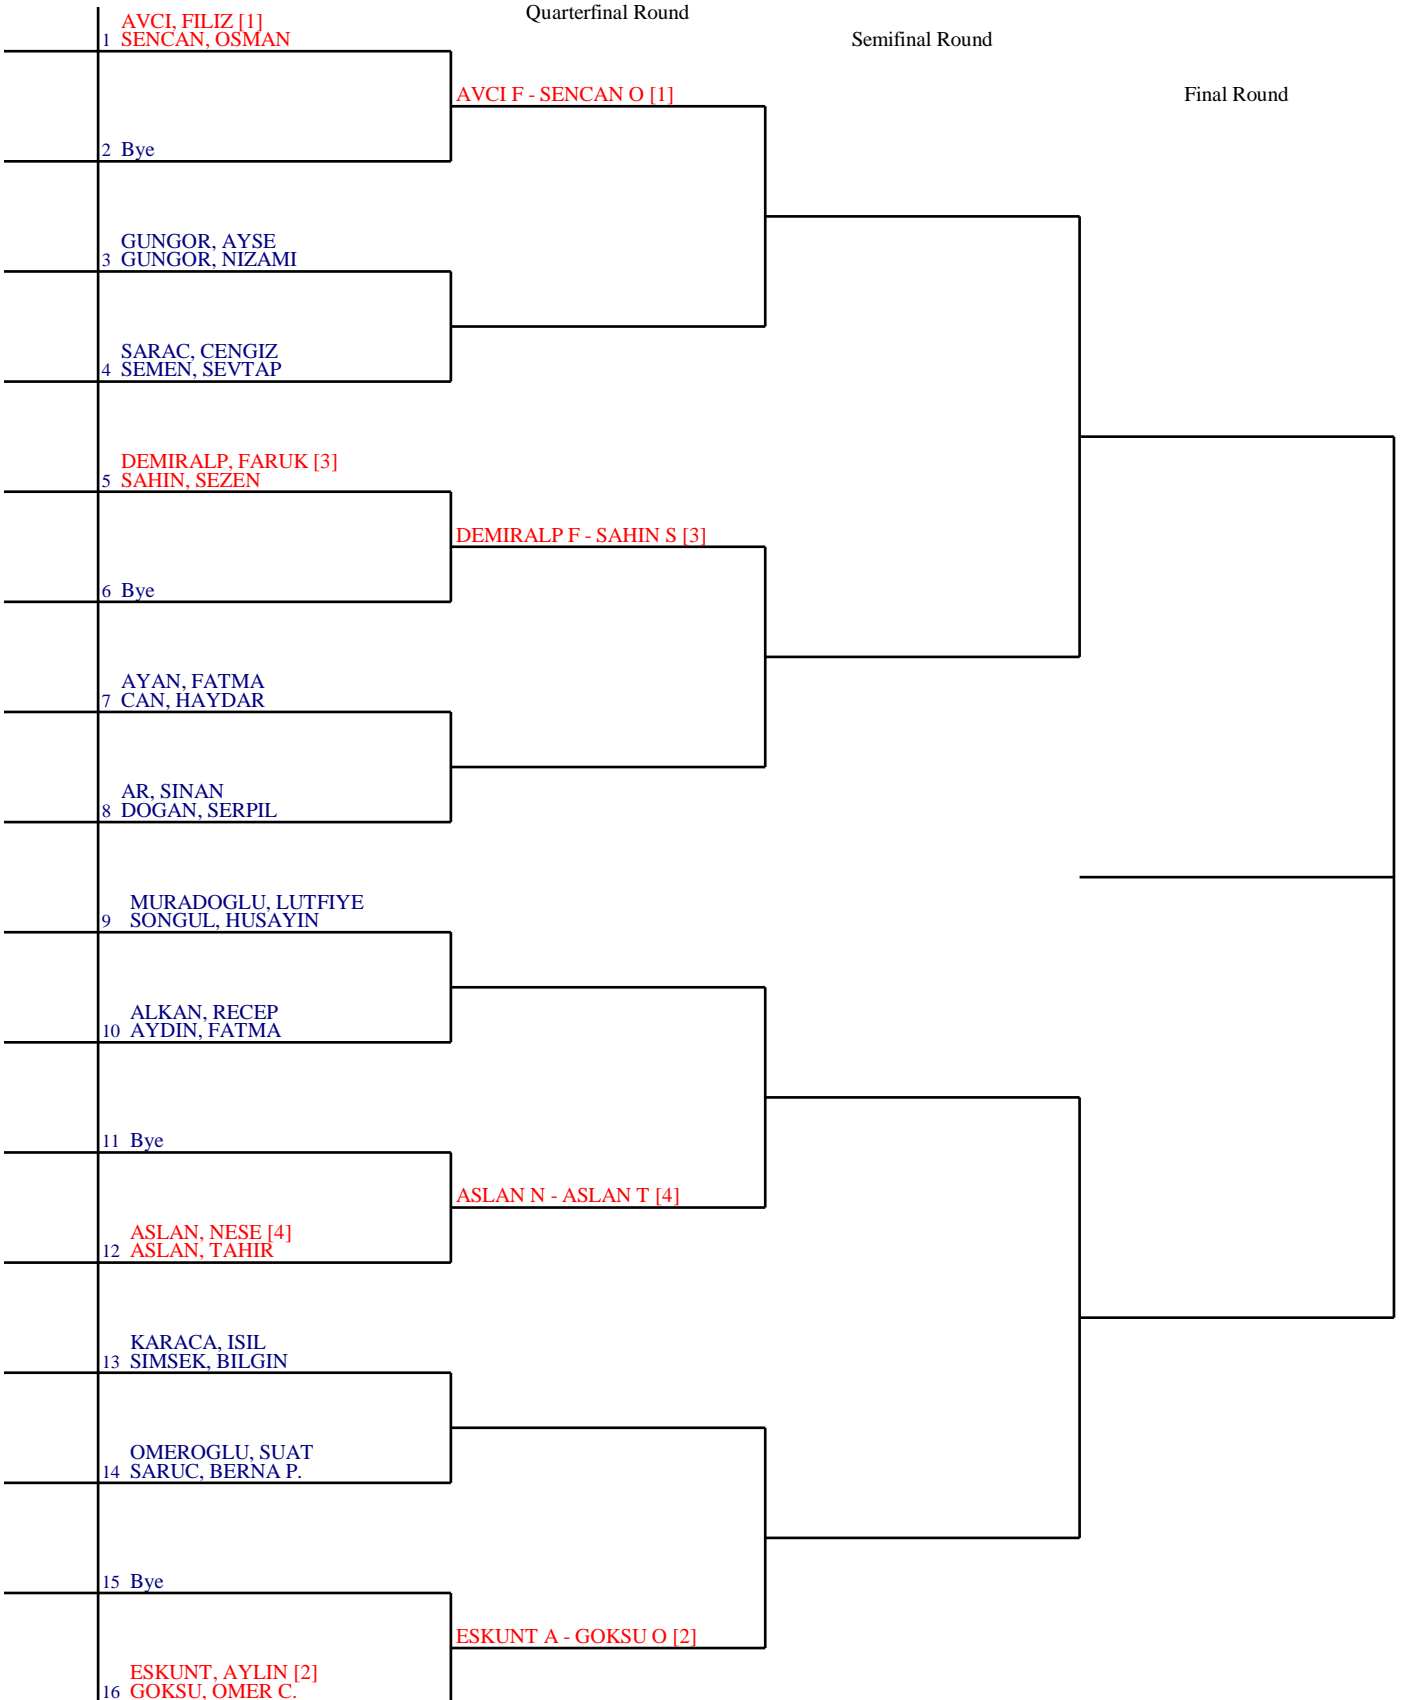 Quarterfinal Round
Semifinal Round
Final Round
AVCI, FILIZ [1]
1 SENCAN, OSMAN
AVCI F - SENCAN O [1]
2 Bye
GUNGOR, AYSE
3 GUNGOR, NIZAMI
SARAC, CENGIZ
4 SEMEN, SEVTAP
DEMIRALP, FARUK [3]
5 SAHIN, SEZEN
DEMIRALP F - SAHIN S [3]
6 Bye
AYAN, FATMA
7 CAN, HAYDAR
AR, SINAN
8 DOGAN, SERPIL
MURADOGLU, LUTFIYE
9 SONGUL, HUSAYIN
ALKAN, RECEP
10 AYDIN, FATMA
11 Bye
ASLAN N - ASLAN T [4]
ASLAN, NESE [4]
12 ASLAN, TAHIR
KARACA, ISIL
13 SIMSEK, BILGIN
OMEROGLU, SUAT
14 SARUC, BERNA P.
15 Bye
ESKUNT A - GOKSU O [2]
ESKUNT, AYLIN [2]
16 GOKSU, OMER C.